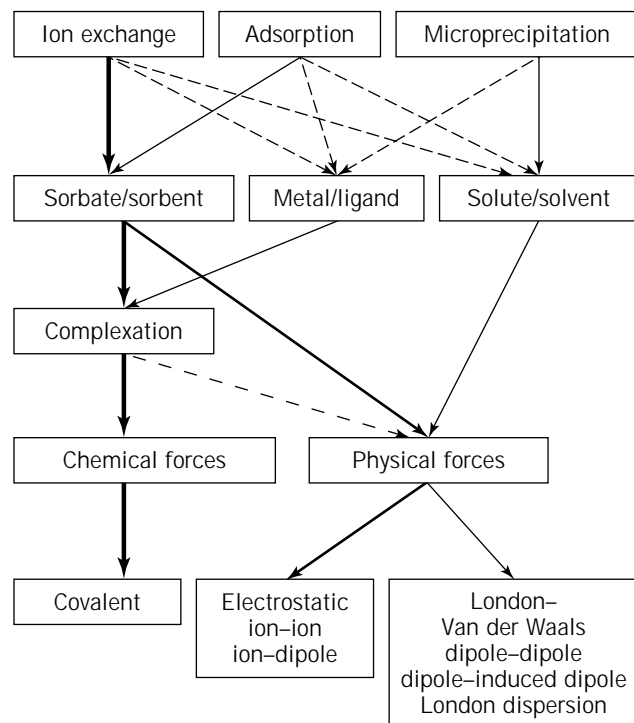 Ion exchange
Adsorption
Microprecipitation
Sorbate/sorbent
Metal/ligand
Solute/solvent
Complexation
Chemical forces
Physical forces
Covalent
Electrostatic
ion–ion
ion–dipole
London–
Van der Waals
dipole–dipole
dipole–induced dipole
London dispersion